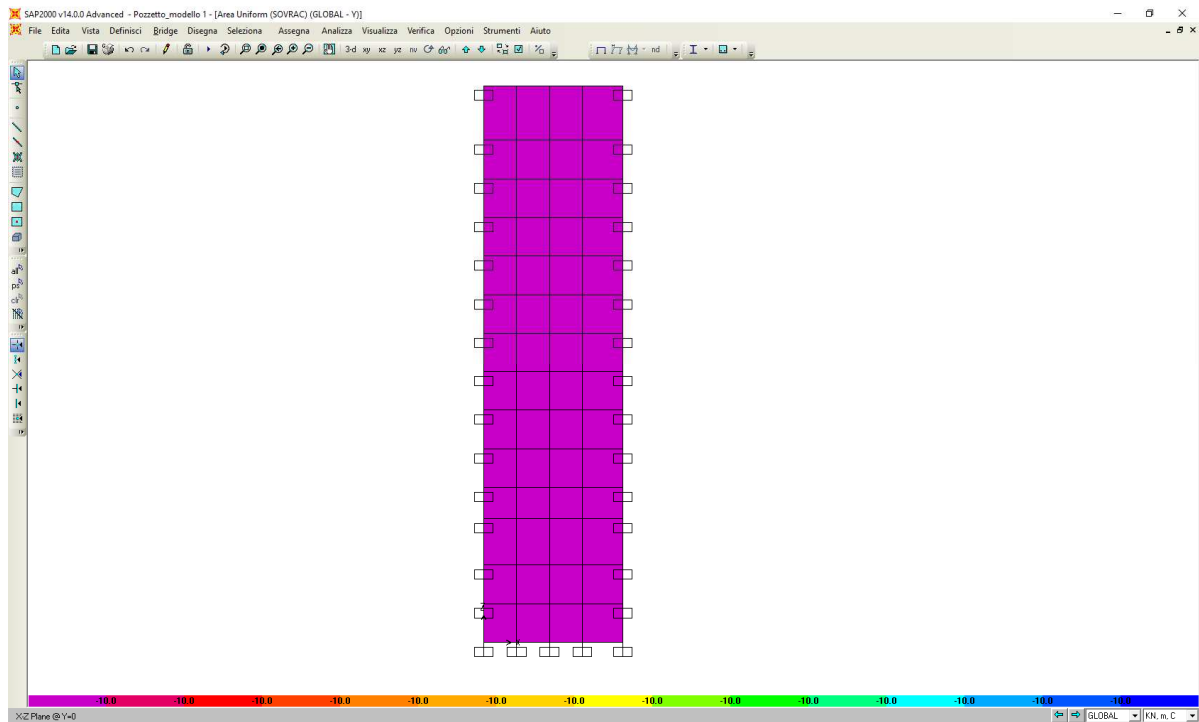 SAP2000 v14.0.0 Advanced - Pozzetto_modello 1 - [Area Uniform (SOVRAC) (GLOBAL - Y)]
File Edita Vista Definisci Bridge Disegna Seleziona Assegna Analizza Visualizza Verifica Opzioni Strumenti Aiuto
3-d xy xz yz nv nd
all
ps
clr
Z
X
-10.0 -10.0 -10.0 -10.0 -10.0 -10.0 -10.0 -10.0 -10.0 -10.0 -10.0 -10.0 -10.0 -10.0
X-Z Plane @ Y=0 GLOBAL KN, m, C